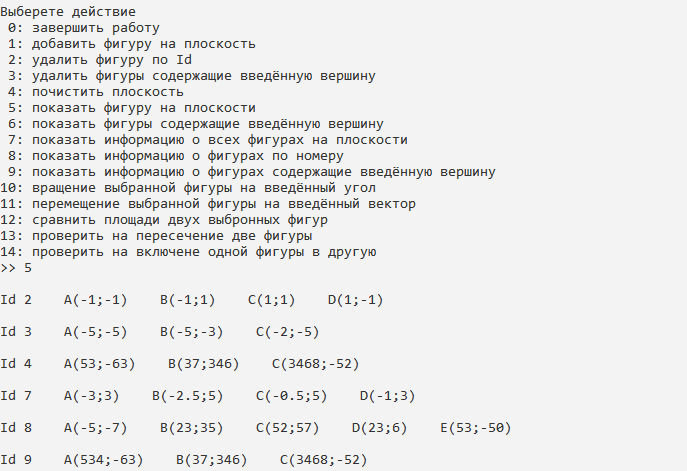 Выберете действие
0: завершить работу
1: добавить фигуру на плоскость
2: удалить фигуру по Id
3: удалить фигуры содержащие введённую вершину
4: почистить плоскость
5: показать фигуру на плоскости
6: показать фигуры содержащие введённую вершину
7: показать информацию о всех фигурах на плоскости
8: показать информацию о фигурах по номеру
9: показать информацию о фигурах содержащие введённую вершину
10: вращение выбранной фигуры на введённый угол
11: перемещение выбранной фигуры на введённый вектор
12: сравнить площади двух выбронных фигур
13: проверить на пересечение две фигуры
14: проверить на включене одной фигуры в другую
>> 5
Id 2    A(-1;-1)    B(-1;1)    C(1;1)    D(1;-1)
Id 3    A(-5;-5)    B(-5;-3)    C(-2;-5)
Id 4    A(53;-63)    B(37;346)    C(3468;-52)
Id 7    A(-3;3)    B(-2.5;5)    C(-0.5;5)    D(-1;3)
Id 8    A(-5;-7)    B(23;35)    C(52;57)    D(23;6)    E(53;-50)
Id 9    A(534;-63)    B(37;346)    C(3468;-52)